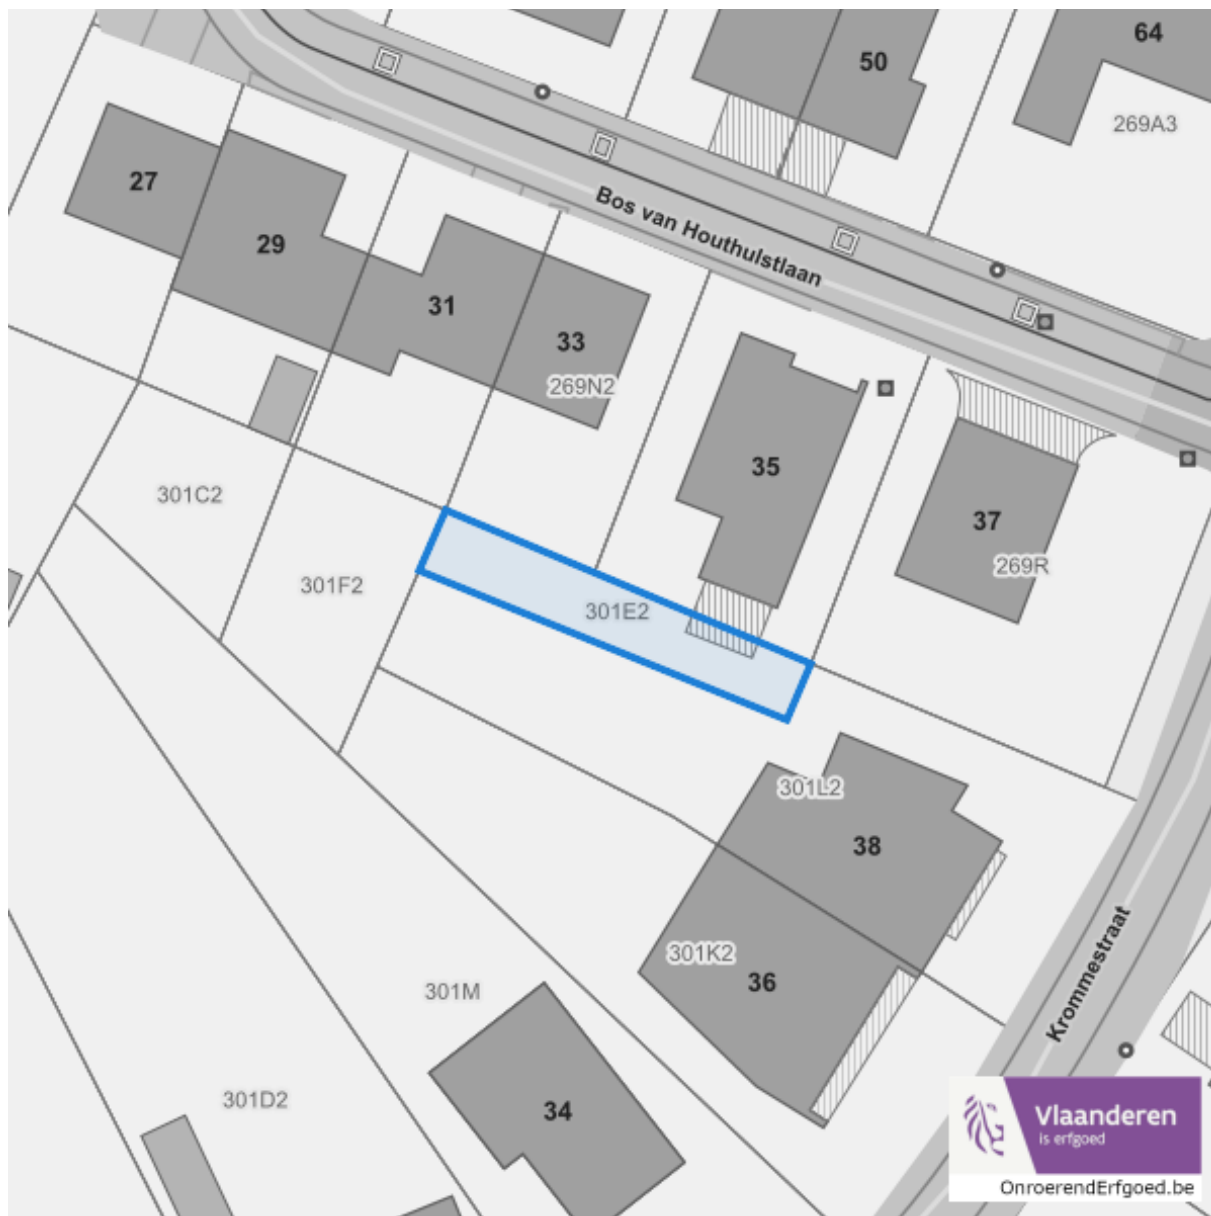 64
50
269A3
27
Bos van Houthulstlaan
29
31
33
269N2
35
301C2
37
269R
301F2
301E2
301L2
38
301K2
36
301M
Krommestraat
301D2
34
Vlaanderen
is erfgoed
OnroerendErfgoed.be